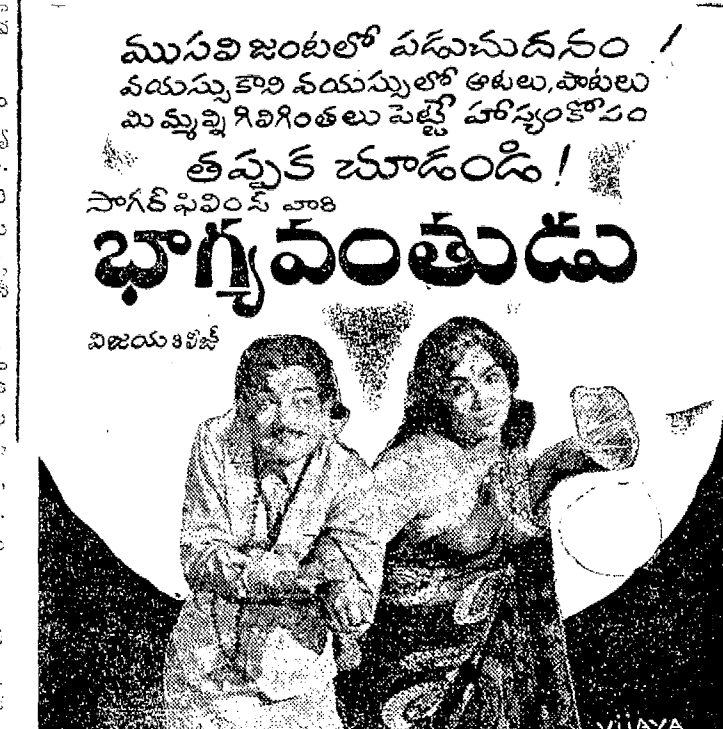 ముసలి జంటలో పడుచుదనం !
వయస్సుకాని వయస్సులో ఆటలు, పాటలు
మిమ్మల్ని గిలిగింతలు పెట్టే హాస్యంకోసం
తప్పక చూడండి !
సాగర్ ఫిలింస్ వారి
భాగ్యవంతుడు
విజయ రిలీజ్
VIJAYA